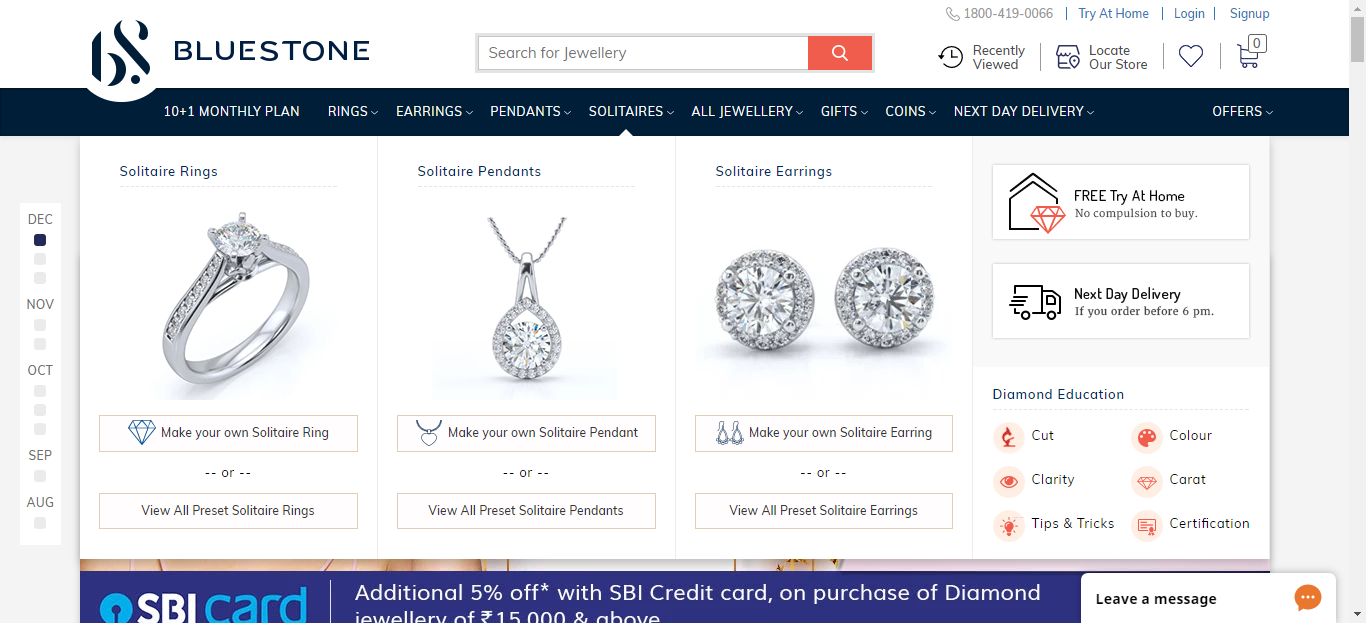 1800-419-0066 | Try At Home | Login | Signup
BLUESTONE
Search for Jewellery
Recently
Viewed
Locate
Our Store
0
10+1 MONTHLY PLAN RINGS EARRINGS PENDANTS SOLITAIRES ALL JEWELLERY GIFTS COINS NEXT DAY DELIVERY OFFERS
DEC
NOV
OCT
SEP
AUG
Solitaire Rings
Make your own Solitaire Ring
-- or --
View All Preset Solitaire Rings
Solitaire Pendants
Make your own Solitaire Pendant
-- or --
View All Preset Solitaire Pendants
Solitaire Earrings
Make your own Solitaire Earring
-- or --
View All Preset Solitaire Earrings
FREE Try At Home
No compulsion to buy.
Next Day Delivery
If you order before 6 pm.
Diamond Education
Cut
Colour
Clarity
Carat
Tips & Tricks
Certification
SBI card
Additional 5% off* with SBI Credit card, on purchase of Diamond
jewellery of ₹15,000 & above
Leave a message